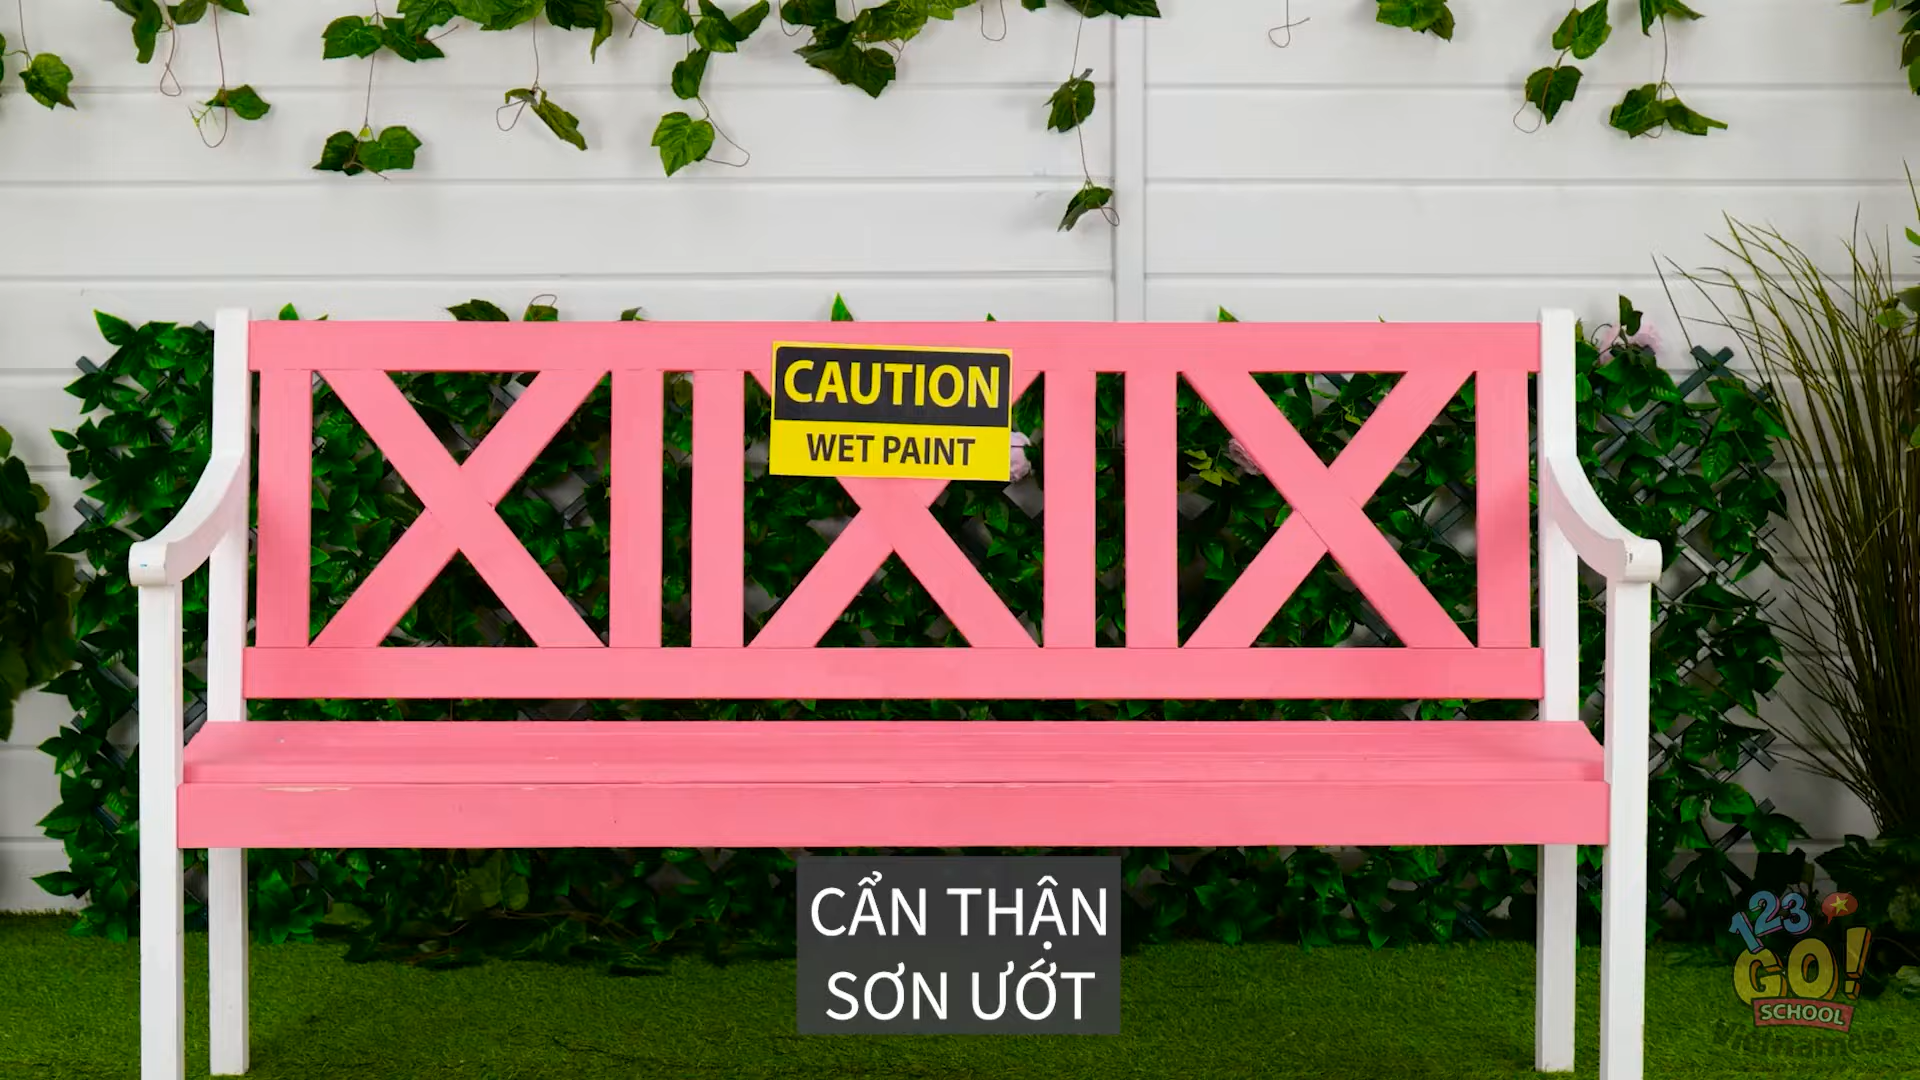 CAUTION
WET PAINT
CẨN THẬN
SƠN ƯỚT
123
GO!
SCHOOL
Vietnamese